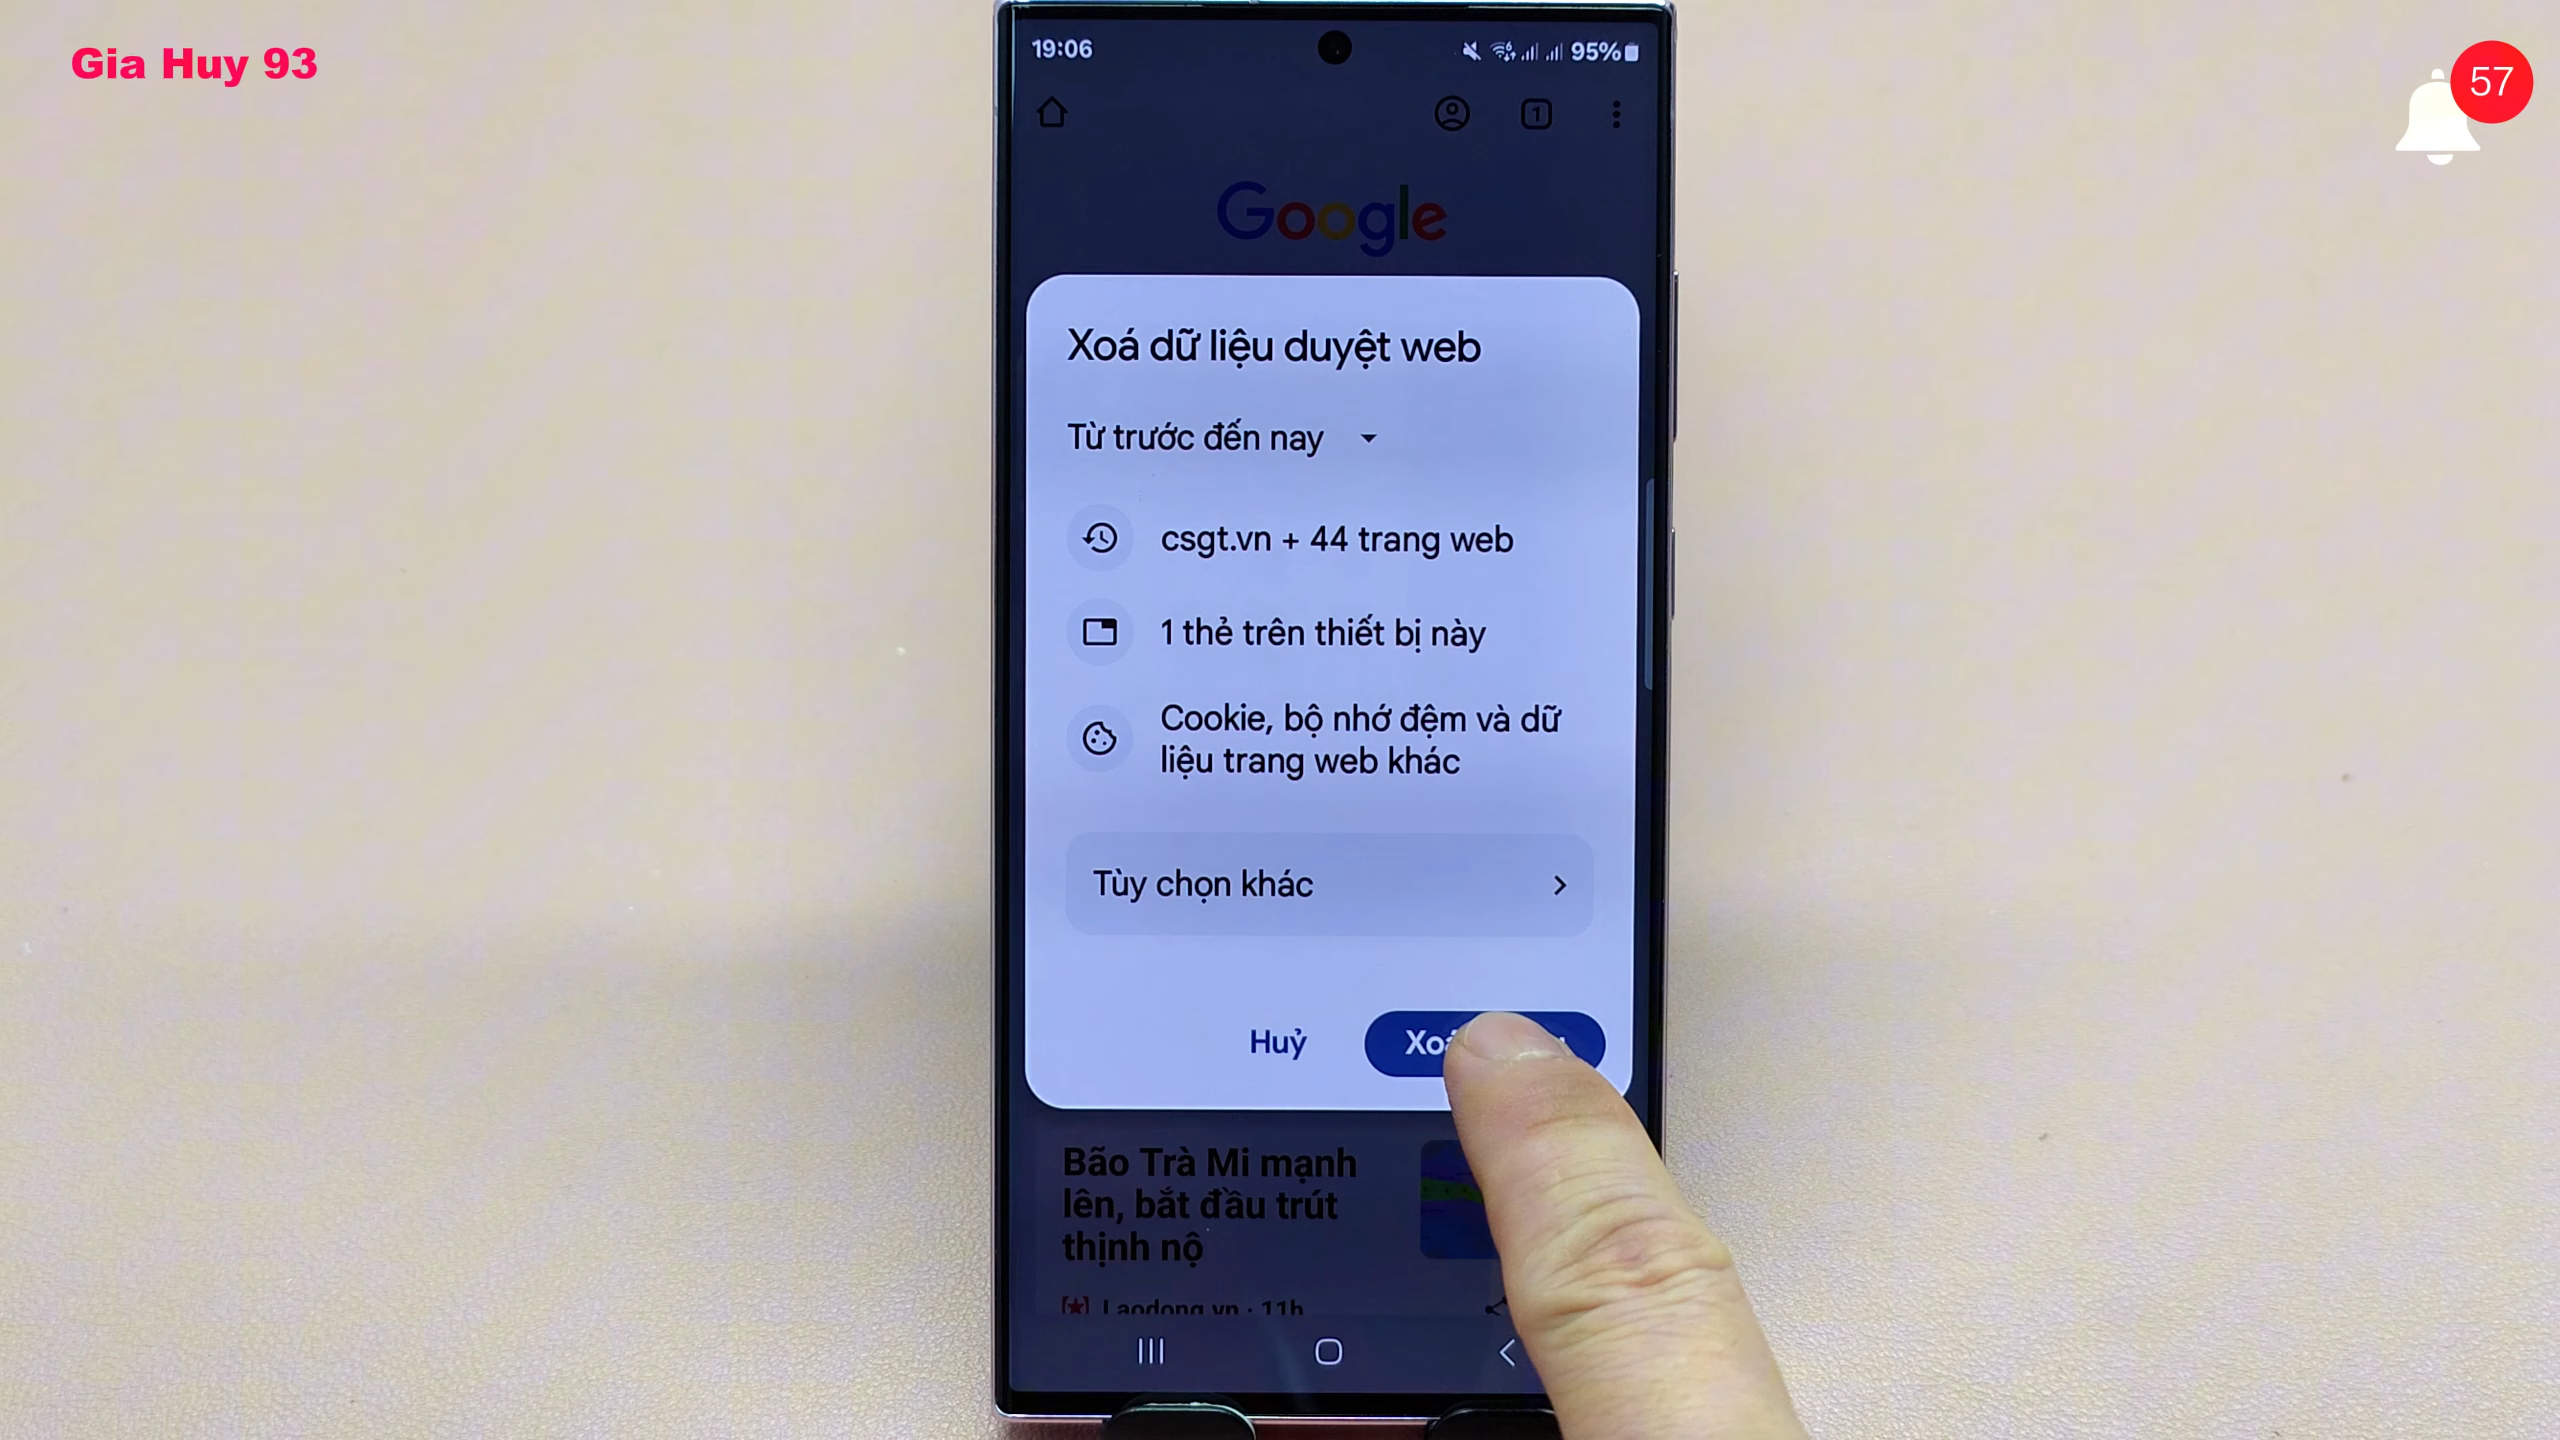 Gia Huy 93
57
19:06
95%
1
Google
Xoá dữ liệu duyệt web
Từ trước đến nay
csgt.vn + 44 trang web
1 thẻ trên thiết bị này
Cookie, bộ nhớ đệm và dữ
liệu trang web khác
Tùy chọn khác
Huỷ
Bão Trà Mi mạnh
lên, bắt đầu trút
thịnh nộ
Laodong.vn · 11h